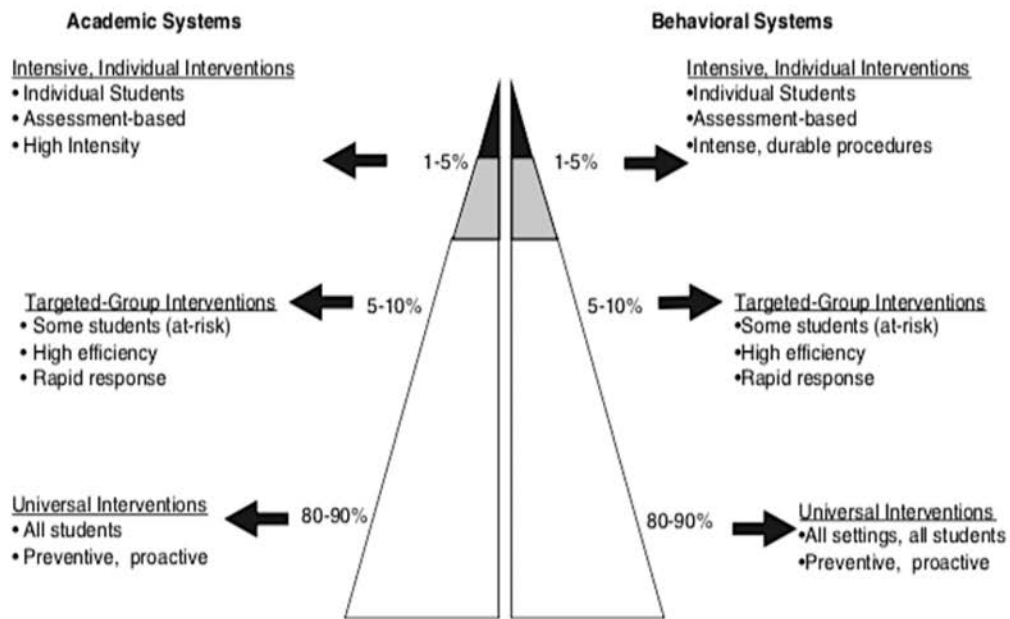 Academic Systems
Behavioral Systems
Intensive, Individual Interventions
• Individual Students
• Assessment-based
• High Intensity
Intensive, Individual Interventions
•Individual Students
•Assessment-based
•Intense, durable procedures
1-5%
1-5%
Targeted-Group Interventions
• Some students (at-risk)
• High efficiency
• Rapid response
5-10%
5-10%
Targeted-Group Interventions
•Some students (at-risk)
•High efficiency
•Rapid response
Universal Interventions
• All students
• Preventive, proactive
80-90%
80-90%
Universal Interventions
•All settings, all students
•Preventive, proactive